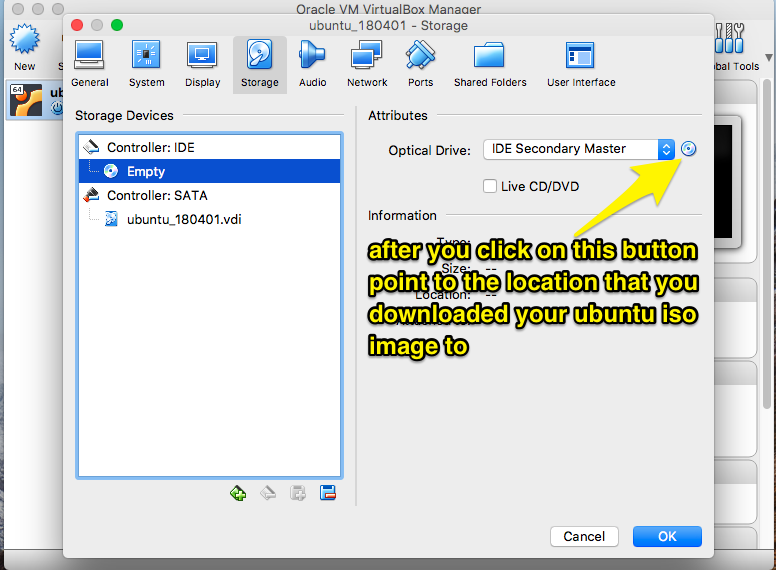 Oracle VM VirtualBox Manager
ubuntu_180401 - Storage
New
General
System
Display
Storage
Audio
Network
Ports
Shared Folders
User Interface
bal Tools
64
ub
Storage Devices
Controller: IDE
Empty
Controller: SATA
ubuntu_180401.vdi
Attributes
Optical Drive:
IDE Secondary Master
Live CD/DVD
Information
Type:
Size: --
Location: --
after you click on this button
point to the location that you
downloaded your ubuntu iso
image to
Cancel
OK